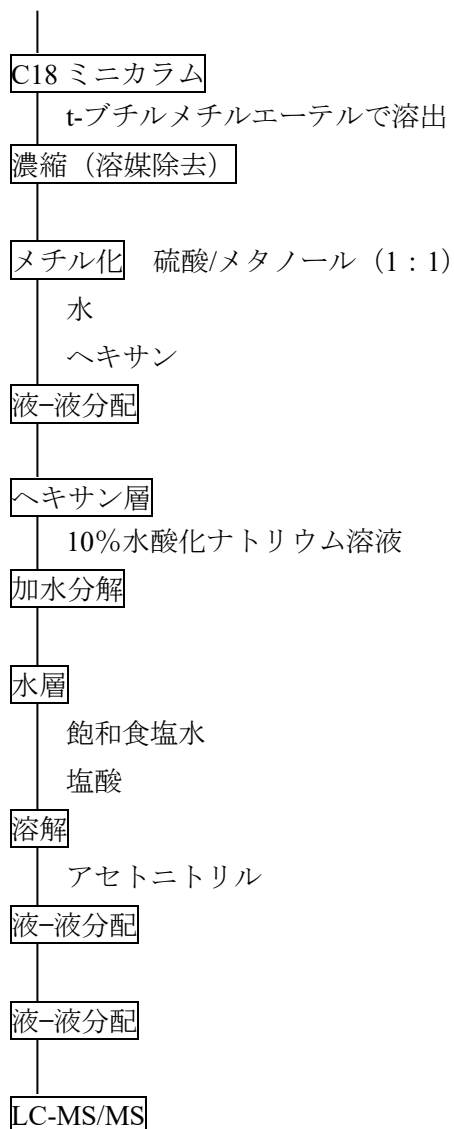 C18 ミニカラム
t-ブチルメチルエーテルで溶出
濃縮（溶媒除去）
メチル化　硫酸/メタノール（1：1）
水
ヘキサン
液−液分配
ヘキサン層
10％水酸化ナトリウム溶液
加水分解
水層
飽和食塩水
塩酸
溶解
アセトニトリル
液−液分配
液−液分配
LC-MS/MS